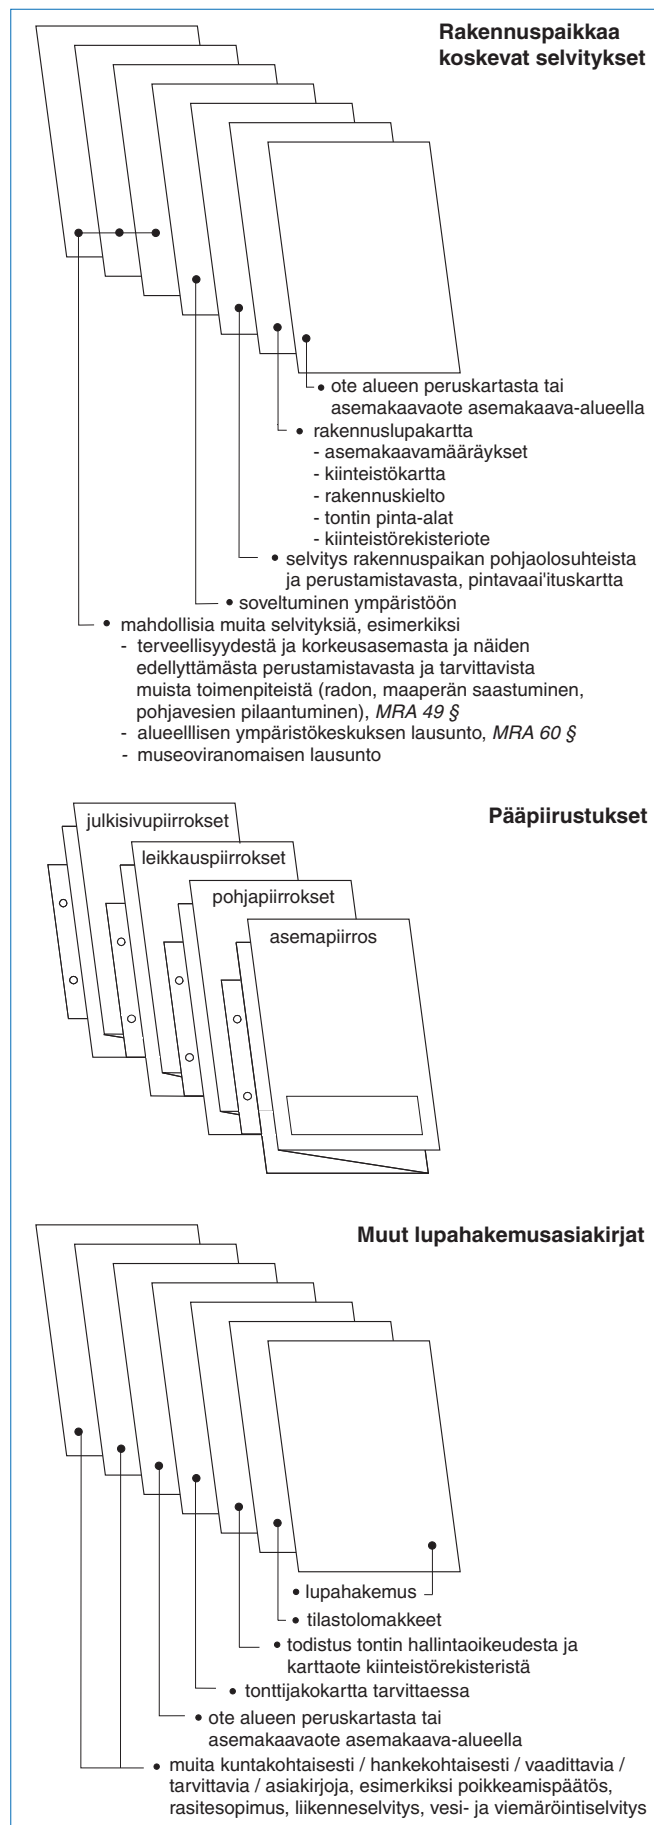 Rakennuspaikkaa
koskevat selvitykset
• ote alueen peruskartasta tai
asemakaavaote asemakaava-alueella
• rakennuslupakartta
- asemakaavamääräykset
- kiinteistökartta
- rakennuskielto
- tontin pinta-alat
- kiinteistörekisteriote
• selvitys rakennuspaikan pohjaolosuhteista
ja perustamistavasta, pintavaai'ituskartta
• soveltuminen ympäristöön
• mahdollisia muita selvityksiä, esimerkiksi
- terveellisyydestä ja korkeusasemasta ja näiden
edellyttämästa perustamistavasta ja tarvittavista
muista toimenpiteistä (radon, maaperän saastuminen,
pohjavesien pilaantuminen), MRA 49 §
- alueelllisen ympäristökeskuksen lausunto, MRA 60 §
- museoviranomaisen lausunto
Pääpiirustukset
julkisivupiirrokset
leikkauspiirrokset
pohjapiirrokset
asemapiirros
Muut lupahakemusasiakirjat
• lupahakemus
• tilastolomakkeet
• todistus tontin hallintaoikeudesta ja
karttaote kiinteistörekisteristä
• tonttijakokartta tarvittaessa
• ote alueen peruskartasta tai
asemakaavaote asemakaava-alueella
• muita kuntakohtaisesti / hankekohtaisesti / vaadittavia /
tarvittavia / asiakirjoja, esimerkiksi poikkeamispäätös,
rasitesopimus, liikenneselvitys, vesi- ja viemäröintiselvitys